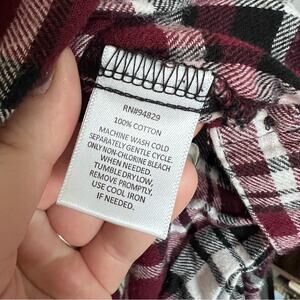 RN#94829
100% COTTON
MACHINE WASH COLD
SEPARATELY GENTLE CYCLE.
ONLY NON-CHLORINE BLEACH
WHEN NEEDED.
TUMBLE DRY LOW.
REMOVE PROMPTLY.
USE COOL IRON
IF NEEDED.